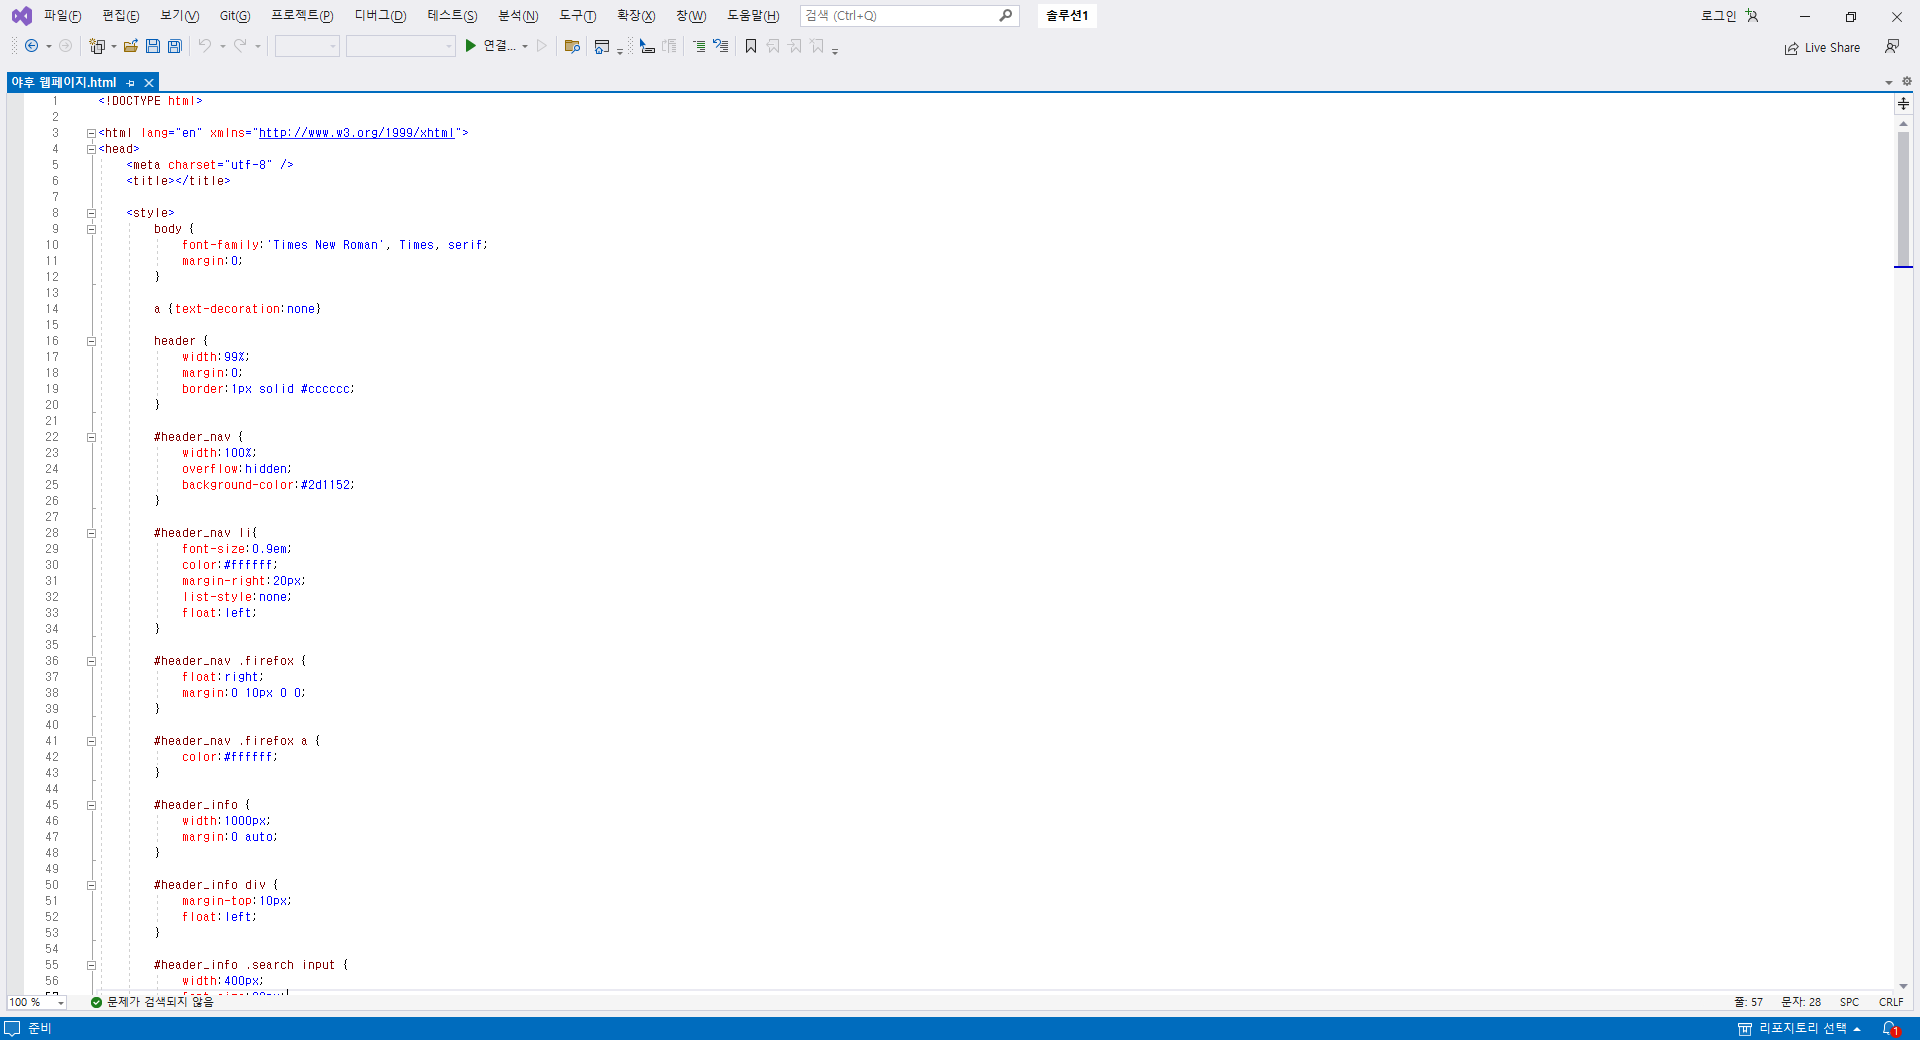 파일(F) 편집(E) 보기(V) Git(G) 프로젝트(P) 디버그(D) 테스트(S) 분석(N) 도구(T) 확장(X) 창(W) 도움말(H) 검색 (Ctrl+Q) 솔루션1 로그인
연결... Live Share
야후 웹페이지.html
1 <!DOCTYPE html>
2
3 <html lang="en" xmlns="http://www.w3.org/1999/xhtml">
4 <head>
5 <meta charset="utf-8" />
6 <title></title>
7
8 <style>
9 body {
10 font-family:'Times New Roman', Times, serif;
11 margin:0;
12 }
13
14 a {text-decoration:none}
15
16 header {
17 width:99%;
18 margin:0;
19 border:1px solid #cccccc;
20 }
21
22 #header_nav {
23 width:100%;
24 overflow:hidden;
25 background-color:#2d1152;
26 }
27
28 #header_nav li{
29 font-size:0.9em;
30 color:#ffffff;
31 margin-right:20px;
32 list-style:none;
33 float:left;
34 }
35
36 #header_nav .firefox {
37 float:right;
38 margin:0 10px 0 0;
39 }
40
41 #header_nav .firefox a {
42 color:#ffffff;
43 }
44
45 #header_info {
46 width:1000px;
47 margin:0 auto;
48 }
49
50 #header_info div {
51 margin-top:10px;
52 float:left;
53 }
54
55 #header_info .search input {
56 width:400px;
100 % 문제가 검색되지 않음 줄: 57 문자: 28 SPC CRLF
준비 리포지토리 선택 1